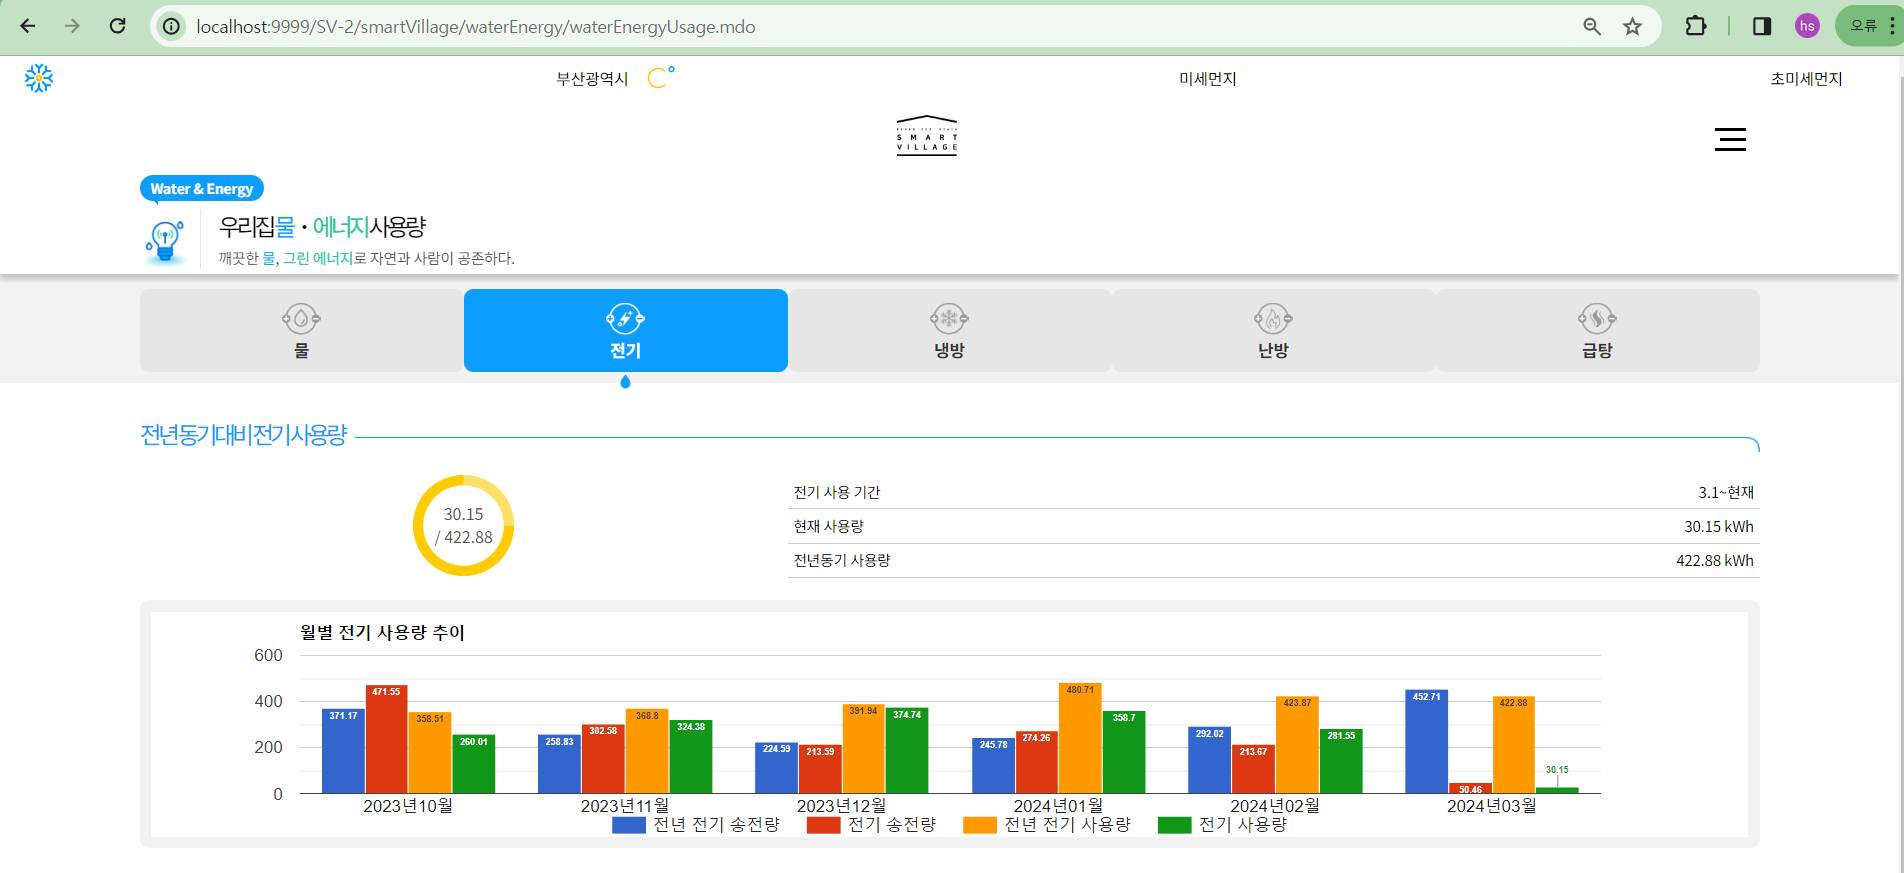 localhost:9999/SV-2/smartVillage/waterEnergy/waterEnergyUsage.mdo
hs
오류
부산광역시
C°
미세먼지
초미세먼지
SMART
VILLAGE
Water & Energy
우리집물·에너지사용량
깨끗한 물, 그린 에너지로 자연과 사람이 공존하다.
물
전기
냉방
난방
급탕
전년동기대비전기사용량
30.15
/ 422.88
전기 사용 기간 3.1~현재
현재 사용량 30.15 kWh
전년동기 사용량 422.88 kWh
월별 전기 사용량 추이
600
400
200
0
371.17 471.55 358.51 260.01
258.83 302.58 368.8 324.38
224.59 213.59 391.94 374.74
245.78 274.26 480.71 358.7
292.02 213.67 423.87 281.55
452.71 50.46 422.88 30.15
2023년10월 2023년11월 2023년12월 2024년01월 2024년02월 2024년03월
전년 전기 송전량 전기 송전량 전년 전기 사용량 전기 사용량